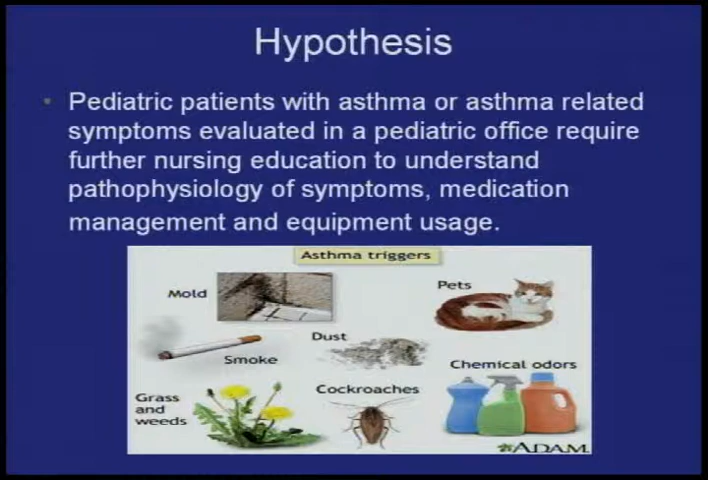 Hypothesis
• Pediatric patients with asthma or asthma related
symptoms evaluated in a pediatric office require
further nursing education to understand
pathophysiology of symptoms, medication
management and equipment usage.
Asthma triggers
Mold
Pets
Smoke
Dust
Chemical odors
Grass
and
weeds
Cockroaches
ADAM.